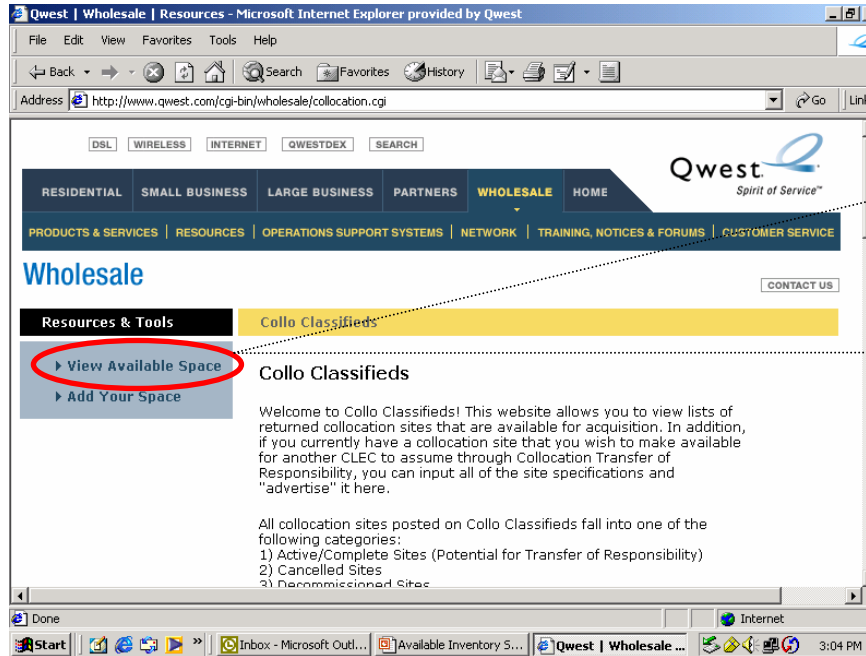 Qwest | Wholesale | Resources - Microsoft Internet Explorer provided by Qwest
File Edit View Favorites Tools Help
Back Search Favorites History
Address http://www.qwest.com/cgi-bin/wholesale/collocation.cgi Go
DSL WIRELESS INTERNET QWESTDEX SEARCH
Qwest.
Spirit of Service™
RESIDENTIAL SMALL BUSINESS LARGE BUSINESS PARTNERS WHOLESALE HOME
PRODUCTS & SERVICES | RESOURCES | OPERATIONS SUPPORT SYSTEMS | NETWORK | TRAINING, NOTICES & FORUMS | CUSTOMER SERVICE
Wholesale
CONTACT US
Resources & Tools
Collo Classifieds
View Available Space
Add Your Space
Collo Classifieds
Welcome to Collo Classifieds! This website allows you to view lists of
returned collocation sites that are available for acquisition. In addition,
if you currently have a collocation site that you wish to make available
for another CLEC to assume through Collocation Transfer of
Responsibility, you can input all of the site specifications and
"advertise" it here.
All collocation sites posted on Collo Classifieds fall into one of the
following categories:
1) Active/Complete Sites (Potential for Transfer of Responsibility)
2) Cancelled Sites
3) Decommissioned Sites
Done Internet
Start » Inbox - Microsoft Outl... Available Inventory S... Qwest | Wholesale ... 3:04 PM